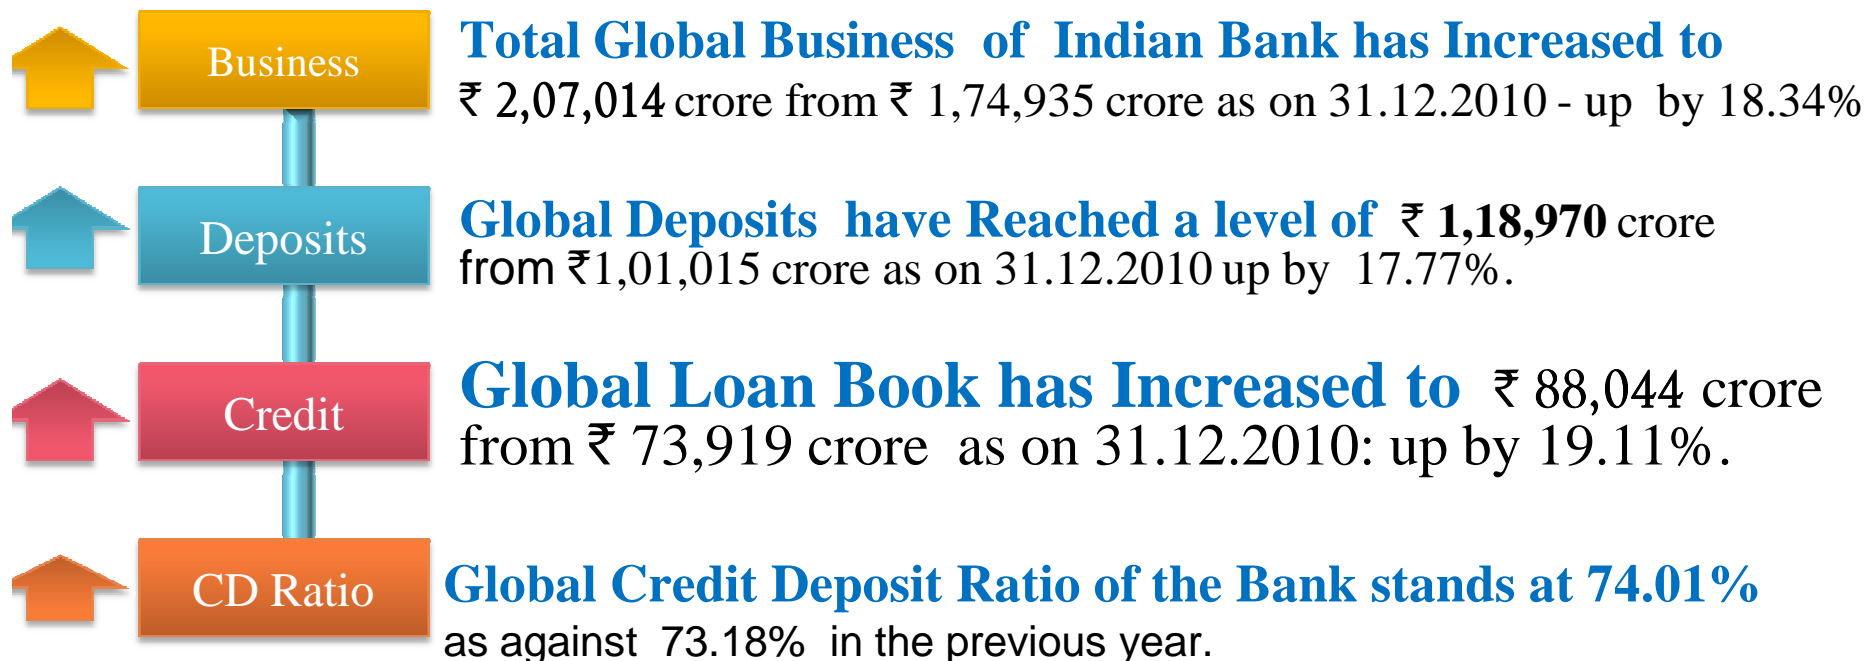 Business
Total Global Business of Indian Bank has Increased to
₹ 2,07,014 crore from ₹ 1,74,935 crore as on 31.12.2010 - up by 18.34%
Deposits
Global Deposits have Reached a level of ₹ 1,18,970 crore
from ₹1,01,015 crore as on 31.12.2010 up by 17.77%.
Credit
Global Loan Book has Increased to ₹ 88,044 crore
from ₹ 73,919 crore as on 31.12.2010: up by 19.11%.
CD Ratio
Global Credit Deposit Ratio of the Bank stands at 74.01%
as against 73.18% in the previous year.